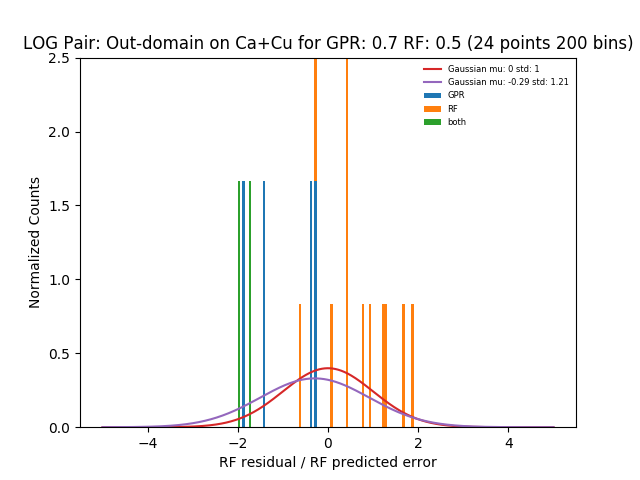 LOG Pair: Out-domain on Ca+Cu for GPR: 0.7 RF: 0.5 (24 points 200 bins)
Gaussian mu: 0 std: 1
Gaussian mu: -0.29 std: 1.21
GPR
RF
both
Normalized Counts
2.5
2.0
1.5
1.0
0.5
0.0
−4 −2 0 2 4
RF residual / RF predicted error